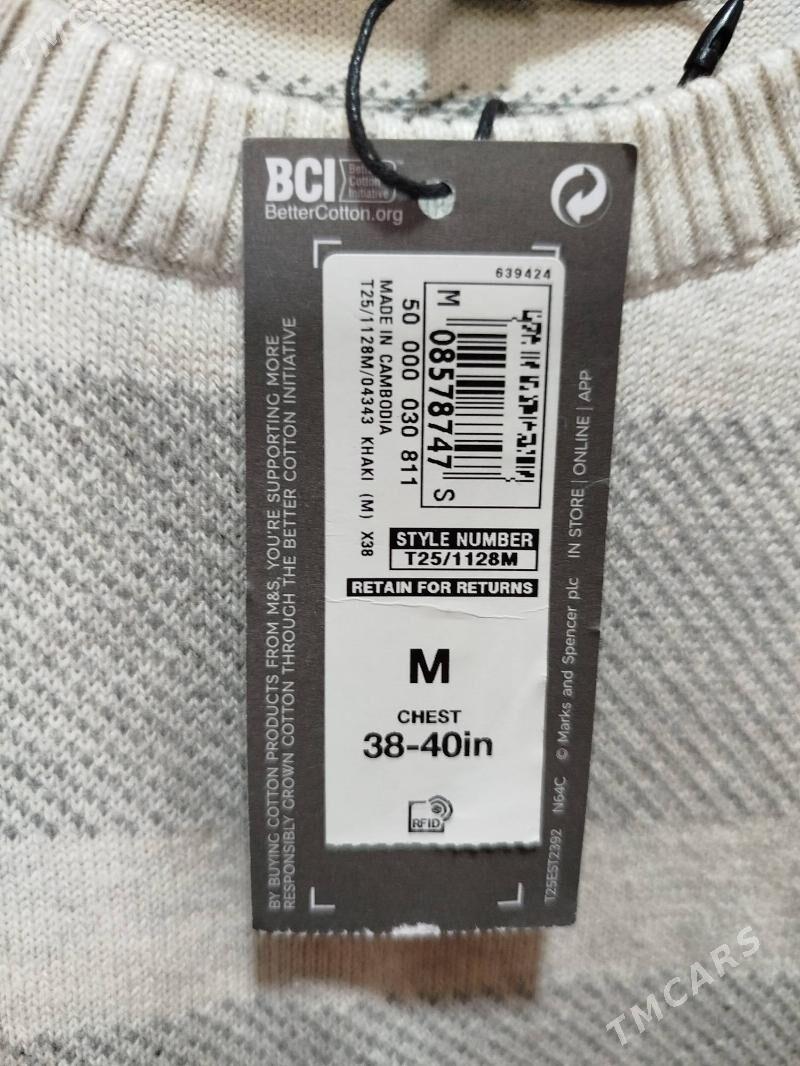 TMCARS
BCI
Better
Cotton
Initiative
BetterCotton.org
639424
M 08578747 S
50 000 030 811
MADE IN CAMBODIA
T25/1128M/04343 KHAKI (M) X38
STYLE NUMBER
T25/1128M
RETAIN FOR RETURNS
M
CHEST
38-40in
RFID
BY BUYING COTTON PRODUCTS FROM M&S, YOU'RE SUPPORTING MORE
RESPONSIBLY GROWN COTTON THROUGH THE BETTER COTTON INITIATIVE
T25EST2392 N64C © Marks and Spencer plc IN STORE | ONLINE | APP
TMCARS